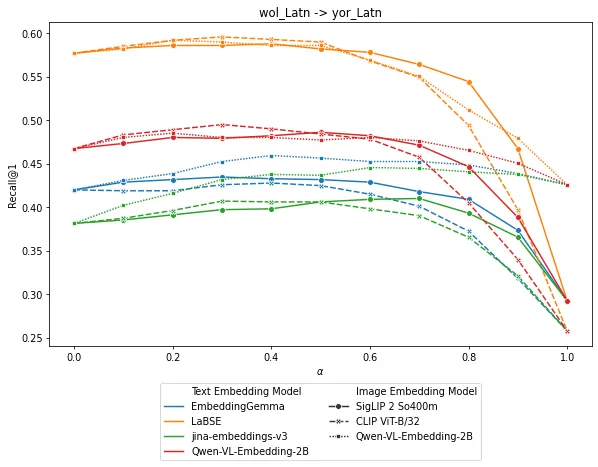 wol_Latn -> yor_Latn
Recall@1
0.60
0.55
0.50
0.45
0.40
0.35
0.30
0.25
0.0 0.2 0.4 0.6 0.8 1.0
α
Text Embedding Model Image Embedding Model
EmbeddingGemma SigLIP 2 So400m
LaBSE CLIP ViT-B/32
jina-embeddings-v3 Qwen-VL-Embedding-2B
Qwen-VL-Embedding-2B